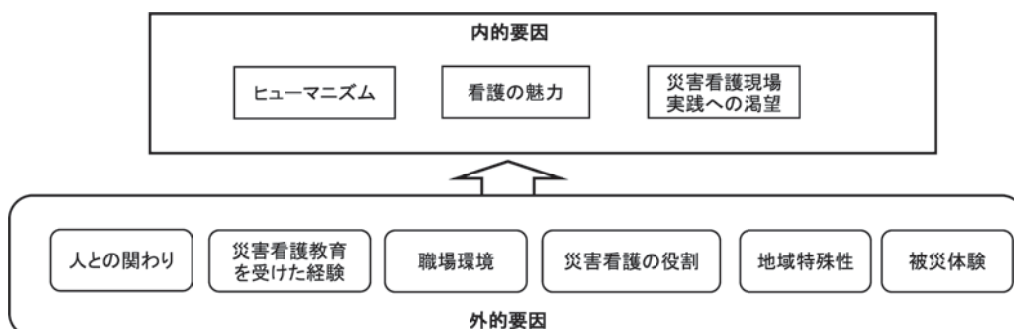 内的要因
ヒューマニズム
看護の魅力
災害看護現場
実践への渇望
人との関わり
災害看護教育
を受けた経験
職場環境
災害看護の役割
地域特殊性
被災体験
外的要因